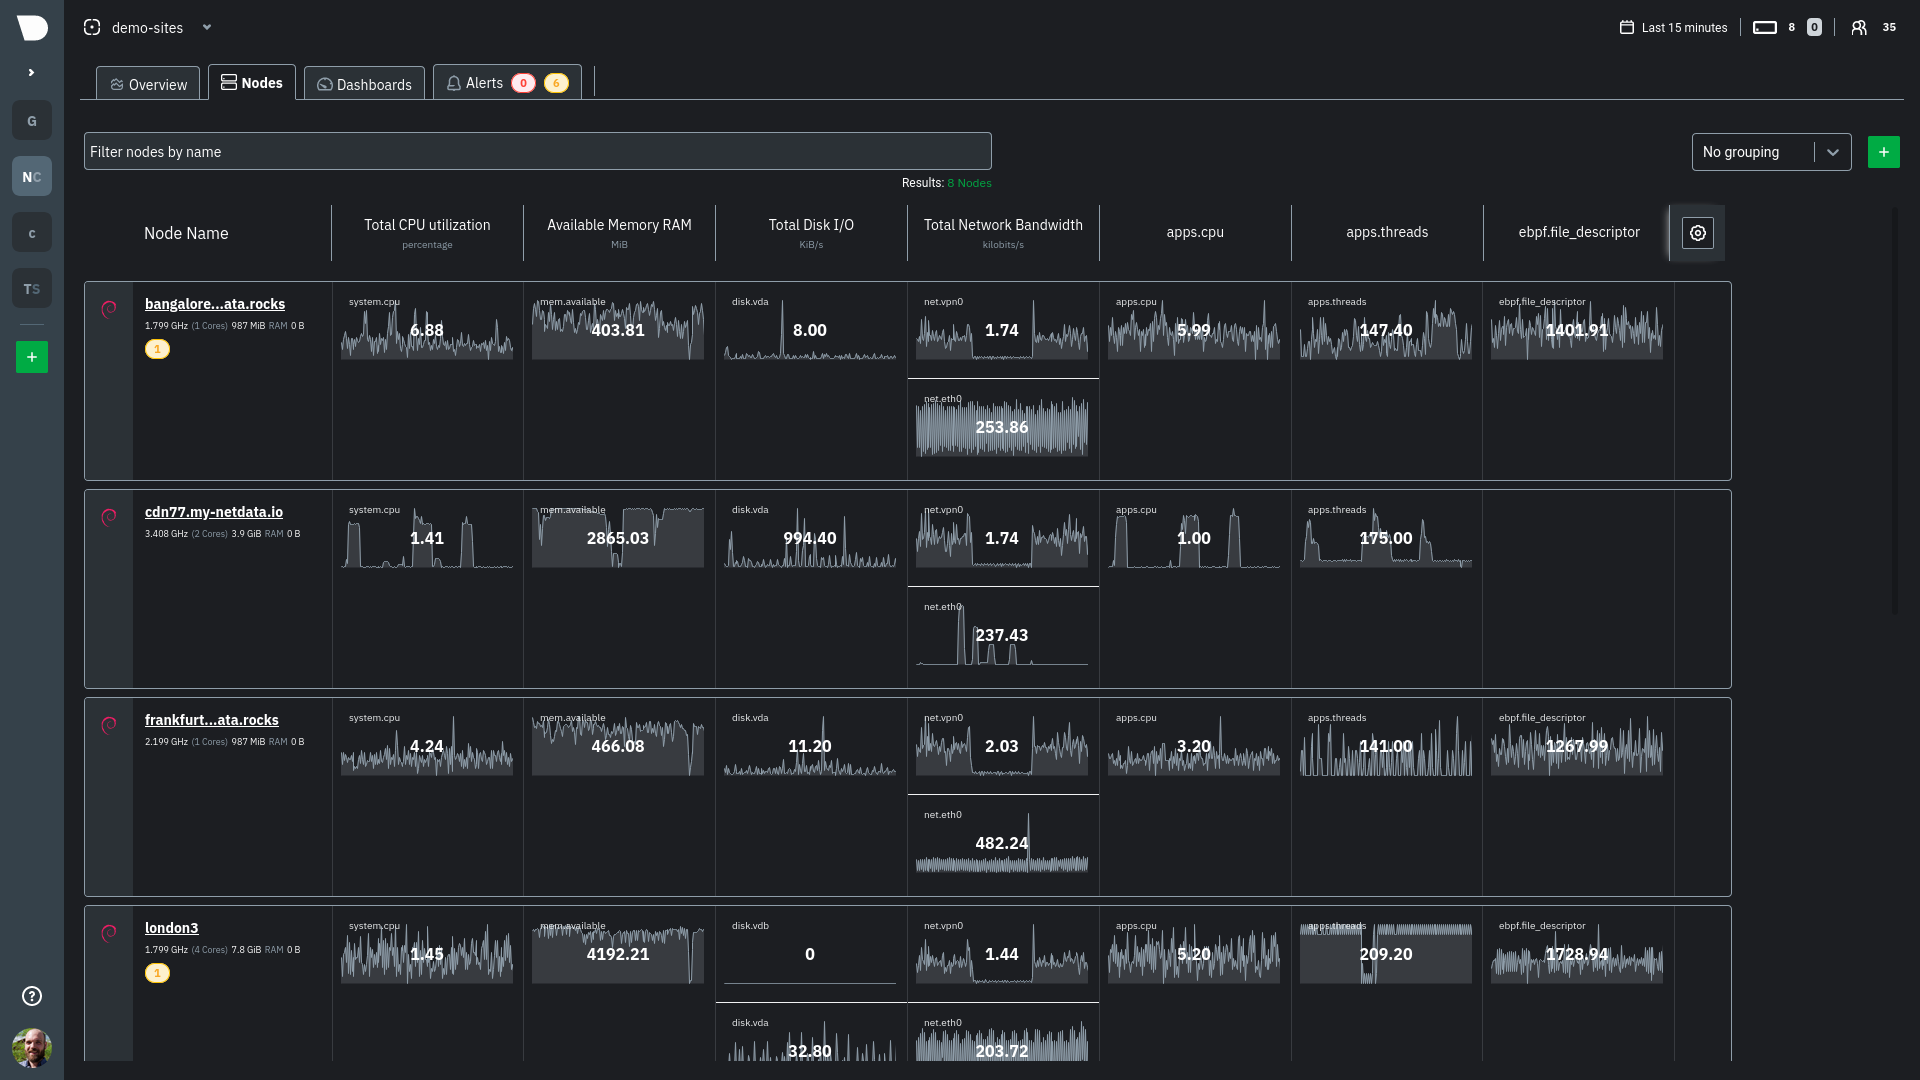 demo-sites
Last 15 minutes
8
0
35
Overview
Nodes
Dashboards
Alerts 0 6
G
NC
c
TS
+
Filter nodes by name
No grouping
+
Results: 8 Nodes
Node Name
Total CPU utilization
percentage
Available Memory RAM
MiB
Total Disk I/O
KiB/s
Total Network Bandwidth
kilobits/s
apps.cpu
apps.threads
ebpf.file_descriptor
bangalore...ata.rocks
1.799 GHz (1 Cores) 987 MiB RAM 0 B
1
system.cpu
6.88
mem.available
403.81
disk.vda
8.00
net.vpn0
1.74
net.eth0
253.86
apps.cpu
5.99
apps.threads
147.40
ebpf.file_descriptor
1401.91
cdn77.my-netdata.io
3.408 GHz (2 Cores) 3.9 GiB RAM 0 B
system.cpu
1.41
mem.available
2865.03
disk.vda
994.40
net.vpn0
1.74
net.eth0
237.43
apps.cpu
1.00
apps.threads
175.00
frankfurt...ata.rocks
2.199 GHz (1 Cores) 987 MiB RAM 0 B
system.cpu
4.24
mem.available
466.08
disk.vda
11.20
net.vpn0
2.03
net.eth0
482.24
apps.cpu
3.20
apps.threads
141.00
ebpf.file_descriptor
1267.99
london3
1.799 GHz (4 Cores) 7.8 GiB RAM 0 B
1
system.cpu
1.45
mem.available
4192.21
disk.vdb
0
disk.vda
32.80
net.vpn0
1.44
net.eth0
203.72
apps.cpu
5.20
apps.threads
209.20
ebpf.file_descriptor
1728.94